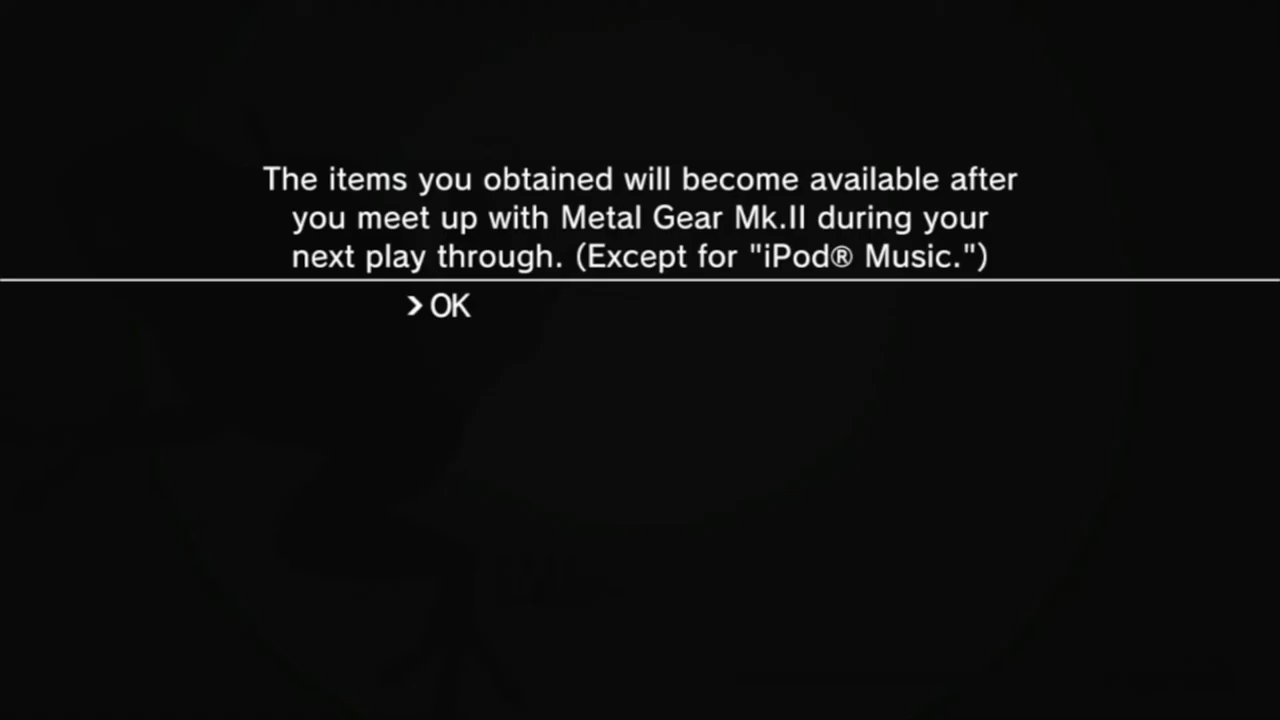 The items you obtained will become available after
you meet up with Metal Gear Mk.II during your
next play through. (Except for "iPod® Music.")
> OK